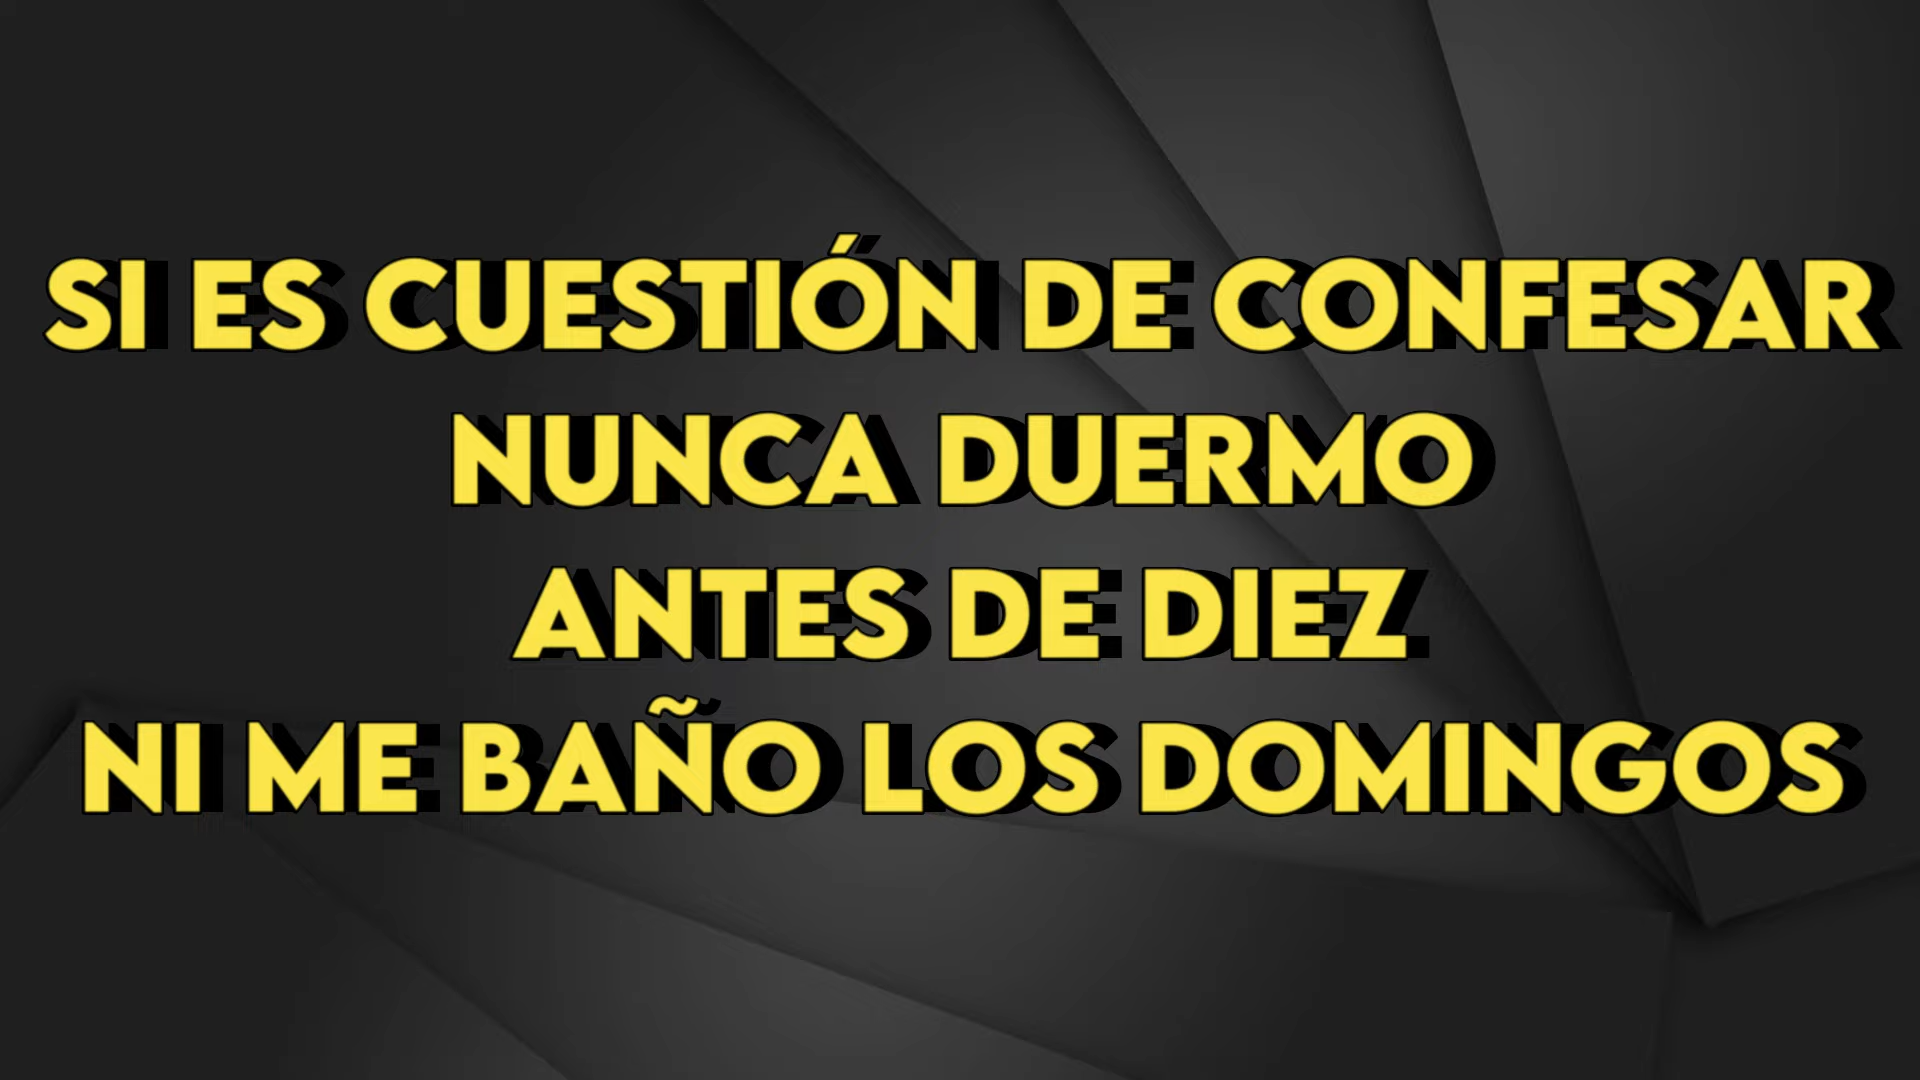 SI ES CUESTIÓN DE CONFESAR
NUNCA DUERMO
ANTES DE DIEZ
NI ME BAÑO LOS DOMINGOS